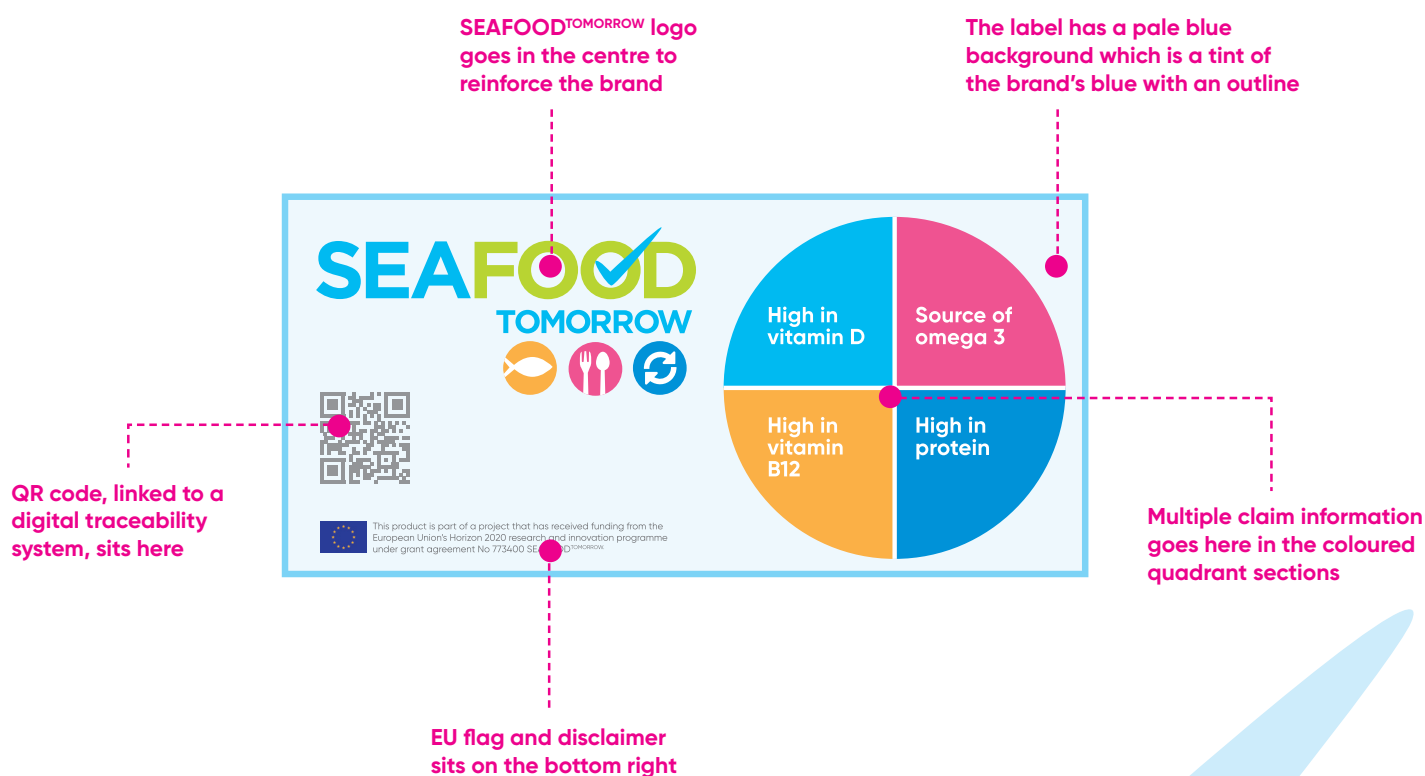 SEAFOODTOMORROW logo
goes in the centre to
reinforce the brand
The label has a pale blue
background which is a tint of
the brand's blue with an outline
SEAFOOD
TOMORROW
High in
vitamin D
Source of
omega 3
High in
vitamin
B12
High in
protein
QR code, linked to a
digital traceability
system, sits here
This product is part of a project that has received funding from the
European Union's Horizon 2020 research and innovation programme
under grant agreement No 773400 SEAFOODTOMORROW
Multiple claim information
goes here in the coloured
quadrant sections
EU flag and disclaimer
sits on the bottom right